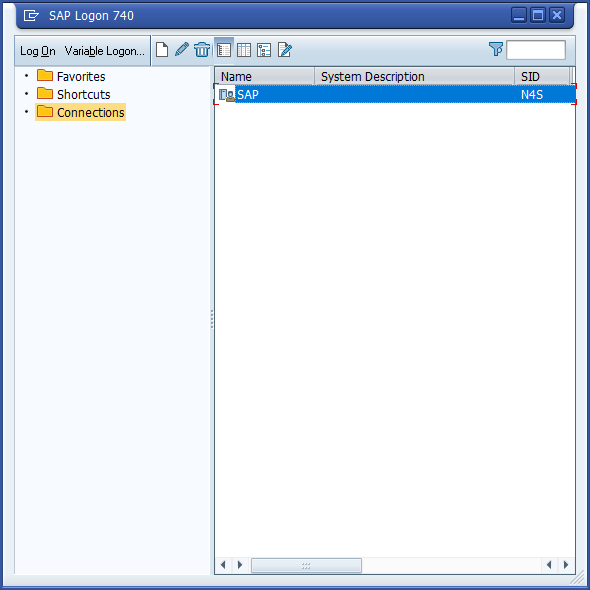 SAP Logon 740
Log On Variable Logon...
Favorites
Shortcuts
Connections
Name System Description SID
SAP N4S